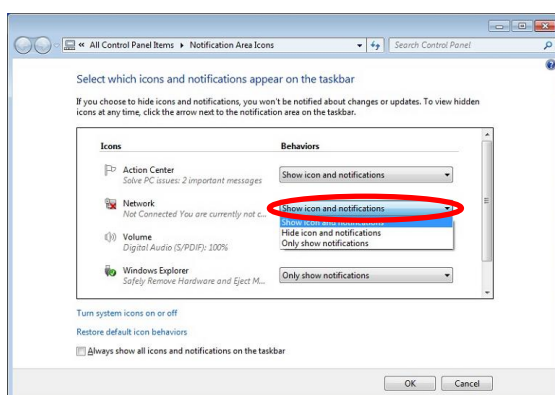 « All Control Panel Items ▸ Notification Area Icons
Search Control Panel
Select which icons and notifications appear on the taskbar
If you choose to hide icons and notifications, you won't be notified about changes or updates. To view hidden
icons at any time, click the arrow next to the notification area on the taskbar.
Icons Behaviors
Action Center
Solve PC issues: 2 important messages
Show icon and notifications
Network
Not Connected You are currently not c...
Show icon and notifications
Show icon and notifications
Hide icon and notifications
Only show notifications
Volume
Digital Audio (S/PDIF): 100%
Windows Explorer
Safely Remove Hardware and Eject M...
Only show notifications
Turn system icons on or off
Restore default icon behaviors
Always show all icons and notifications on the taskbar
OK Cancel